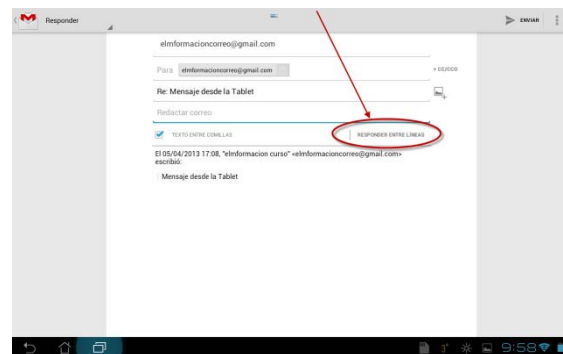 Responder
ENVIAR
elmformacioncorreo@gmail.com
Para elmformacioncorreo@gmail.com + CC/CCO
Re: Mensaje desde la Tablet
Redactar correo
TEXTO ENTRE COMILLAS RESPONDER ENTRE LÍNEAS
El 05/04/2013 17:08, "elmformacion curso" <elmformacioncorreo@gmail.com>
escribió:
Mensaje desde la Tablet
3° 9:58